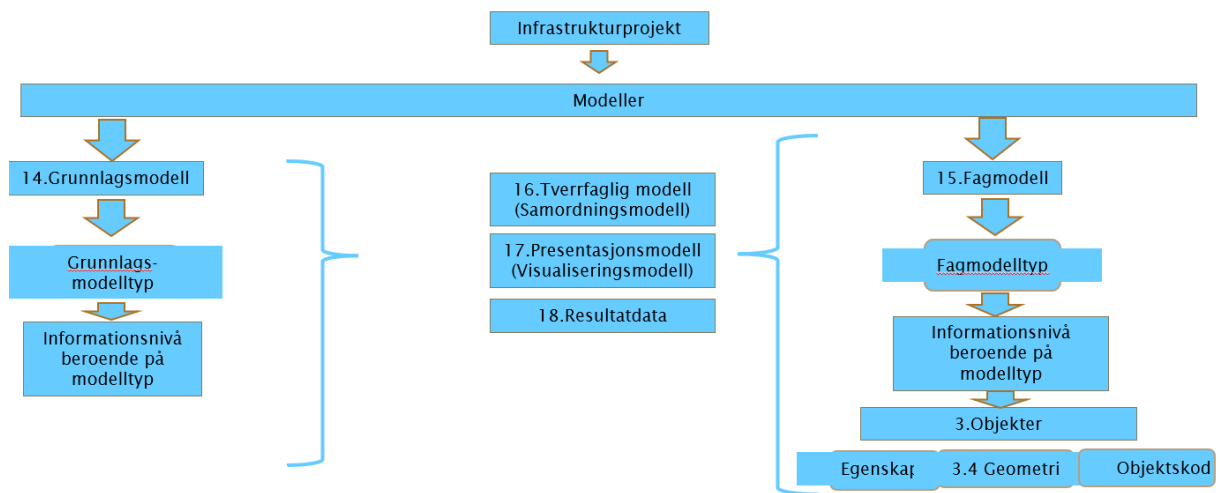 Infrastrukturprojekt
Modeller
14.Grunnlagsmodell
Grunnlags-
modelltyp
Informationsnivå
beroende på
modelltyp
16.Tverrfaglig modell
(Samordningsmodell)
17.Presentasjonsmodell
(Visualiseringsmodell)
18.Resultatdata
15.Fagmodell
Fagmodelltyp
Informationsnivå
beroende på
modelltyp
3.Objekter
Egenskap
3.4 Geometri
Objektskod